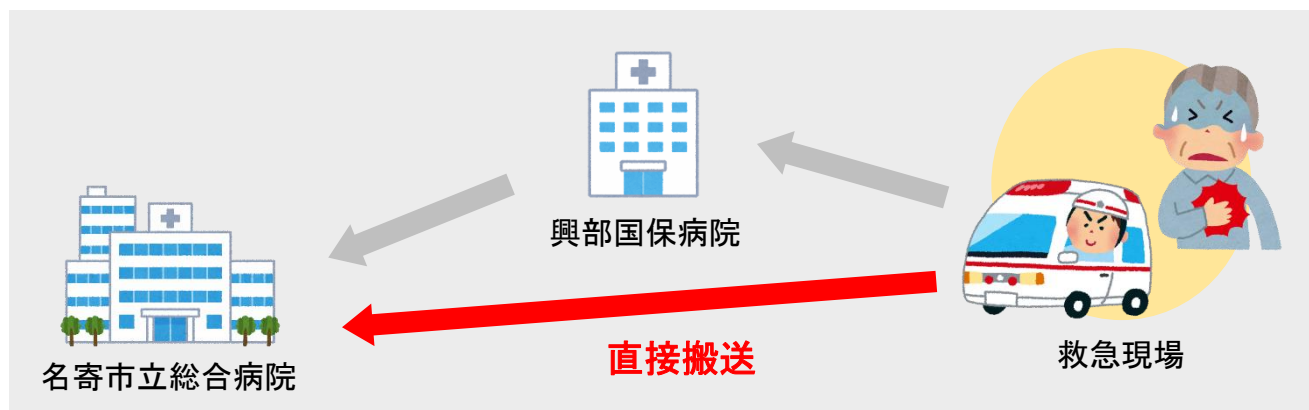 興部国保病院
直接搬送
救急現場
名寄市立総合病院